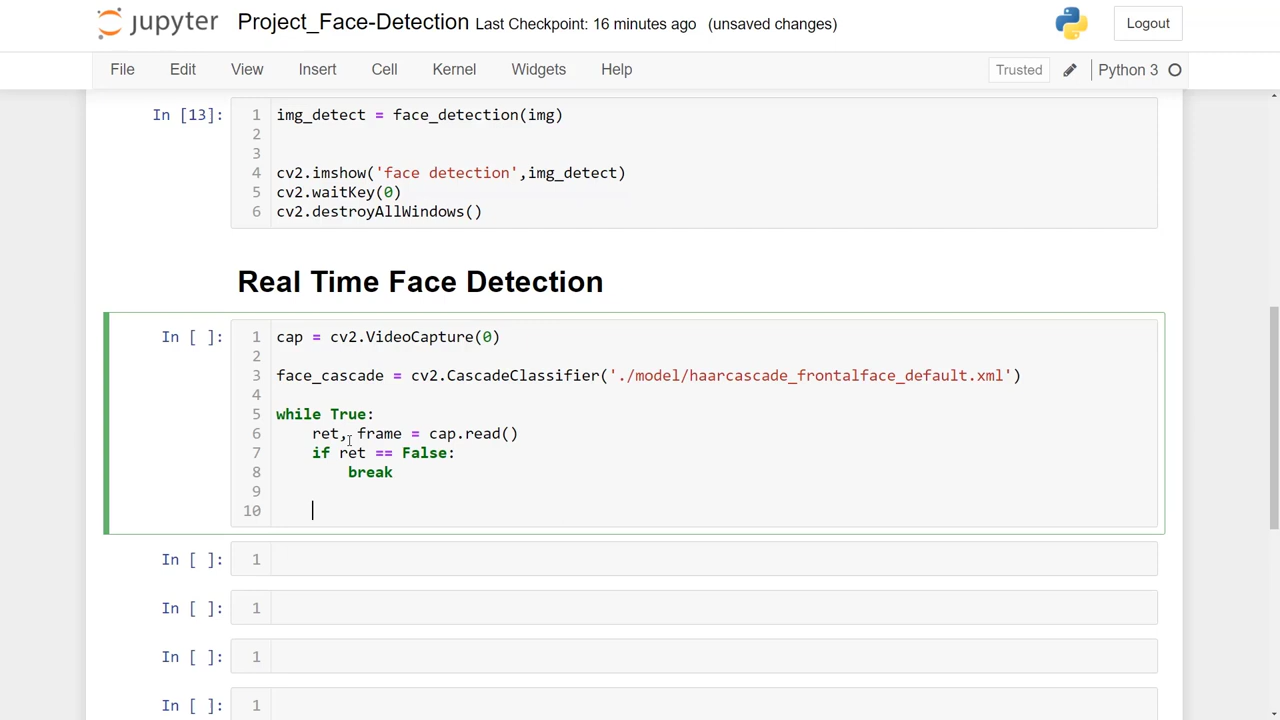 jupyter Project_Face-Detection Last Checkpoint: 16 minutes ago (unsaved changes) Logout
File Edit View Insert Cell Kernel Widgets Help Trusted Python 3
In [13]: 1 img_detect = face_detection(img)
2
3
4 cv2.imshow('face detection',img_detect)
5 cv2.waitKey(0)
6 cv2.destroyAllWindows()
Real Time Face Detection
In [ ]: 1 cap = cv2.VideoCapture(0)
2
3 face_cascade = cv2.CascadeClassifier('./model/haarcascade_frontalface_default.xml')
4
5 while True:
6 ret, frame = cap.read()
7 if ret == False:
8 break
9
10
In [ ]: 1
In [ ]: 1
In [ ]: 1
In [ ]: 1